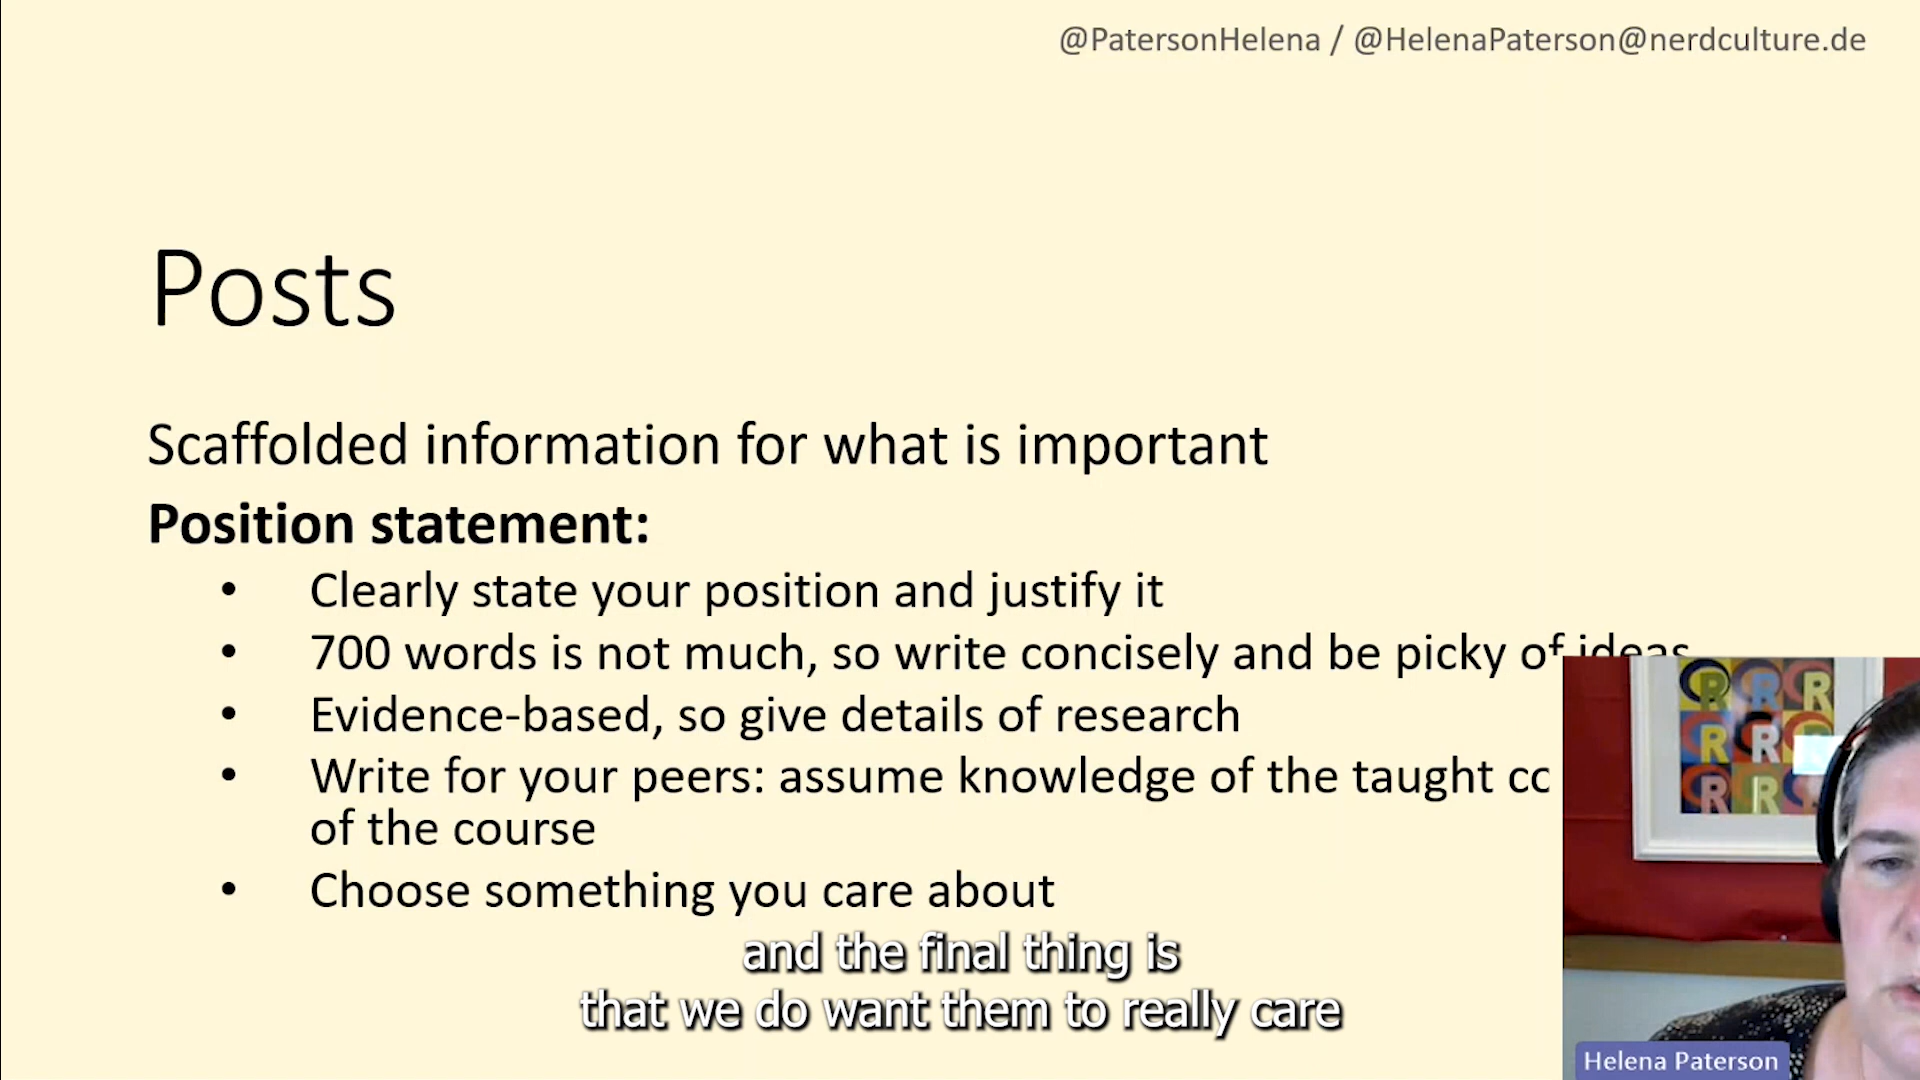 @PatersonHelena / @HelenaPaterson@nerdculture.de
Posts
Scaffolded information for what is important
Position statement:
• Clearly state your position and justify it
• 700 words is not much, so write concisely and be picky of ideas
• Evidence-based, so give details of research
• Write for your peers: assume knowledge of the taught
of the course
• Choose something you care about
and the final thing is
that we do want them to really care
R R R
R R R
R R R
Helena Paterson